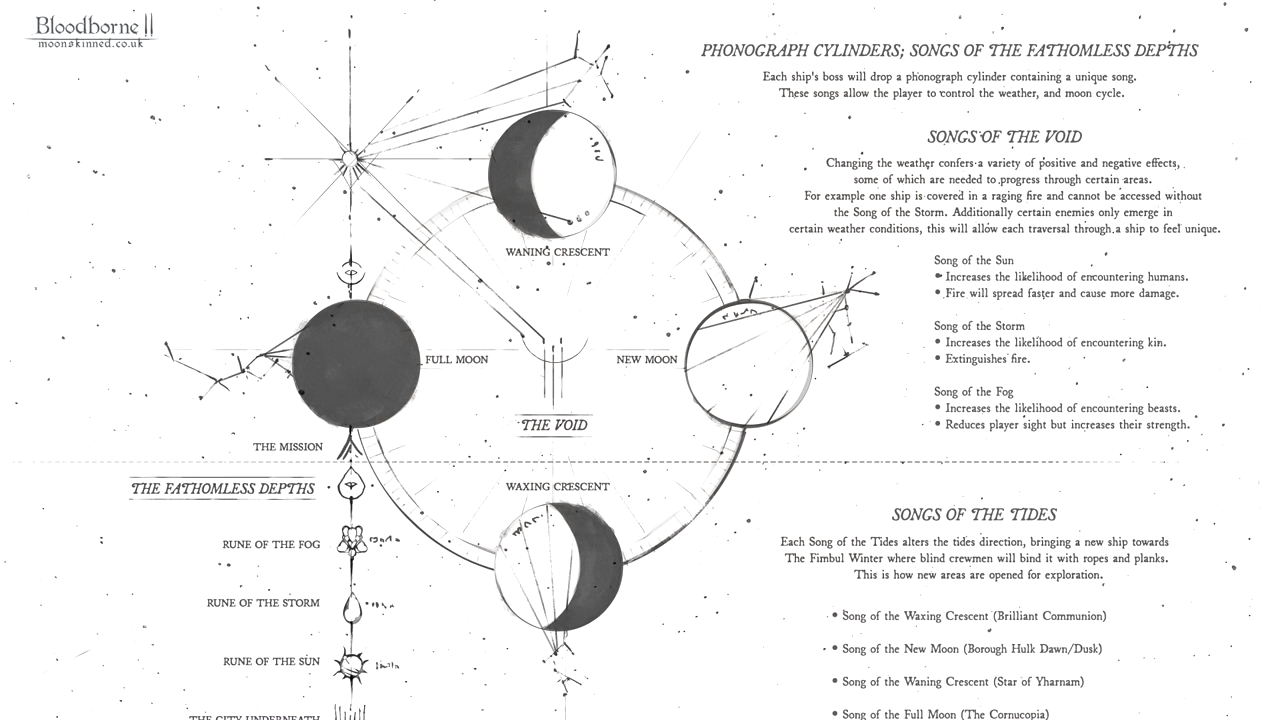 Bloodborne II
moonskinned.co.uk
PHONOGRAPH CYLINDERS; SONGS OF THE FATHOMLESS DEPTHS
Each ship's boss will drop a phonograph cylinder containing a unique song.
These songs allow the player to control the weather, and moon cycle.
SONGS OF THE VOID
Changing the weather confers a variety of positive and negative effects,
some of which are needed to progress through certain areas.
For example one ship is covered in a raging fire and cannot be accessed without
the Song of the Storm. Additionally certain enemies only emerge in
certain weather conditions, this will allow each traversal through a ship to feel unique.
Song of the Sun
• Increases the likelihood of encountering humans.
• Fire will spread faster and cause more damage.
Song of the Storm
• Increases the likelihood of encountering kin.
• Extinguishes fire.
Song of the Fog
• Increases the likelihood of encountering beasts.
• Reduces player sight but increases their strength.
WANING CRESCENT
FULL MOON
NEW MOON
THE VOID
THE MISSION
WAXING CRESCENT
THE FATHOMLESS DEPTHS
RUNE OF THE FOG
RUNE OF THE STORM
RUNE OF THE SUN
THE CITY UNDERNEATH
SONGS OF THE TIDES
Each Song of the Tides alters the tides direction, bringing a new ship towards
The Fimbul Winter where blind crewmen will bind it with ropes and planks.
This is how new areas are opened for exploration.
• Song of the Waxing Crescent (Brilliant Communion)
• Song of the New Moon (Borough Hulk Dawn/Dusk)
• Song of the Waning Crescent (Star of Yharnam)
• Song of the Full Moon (The Cornucopia)